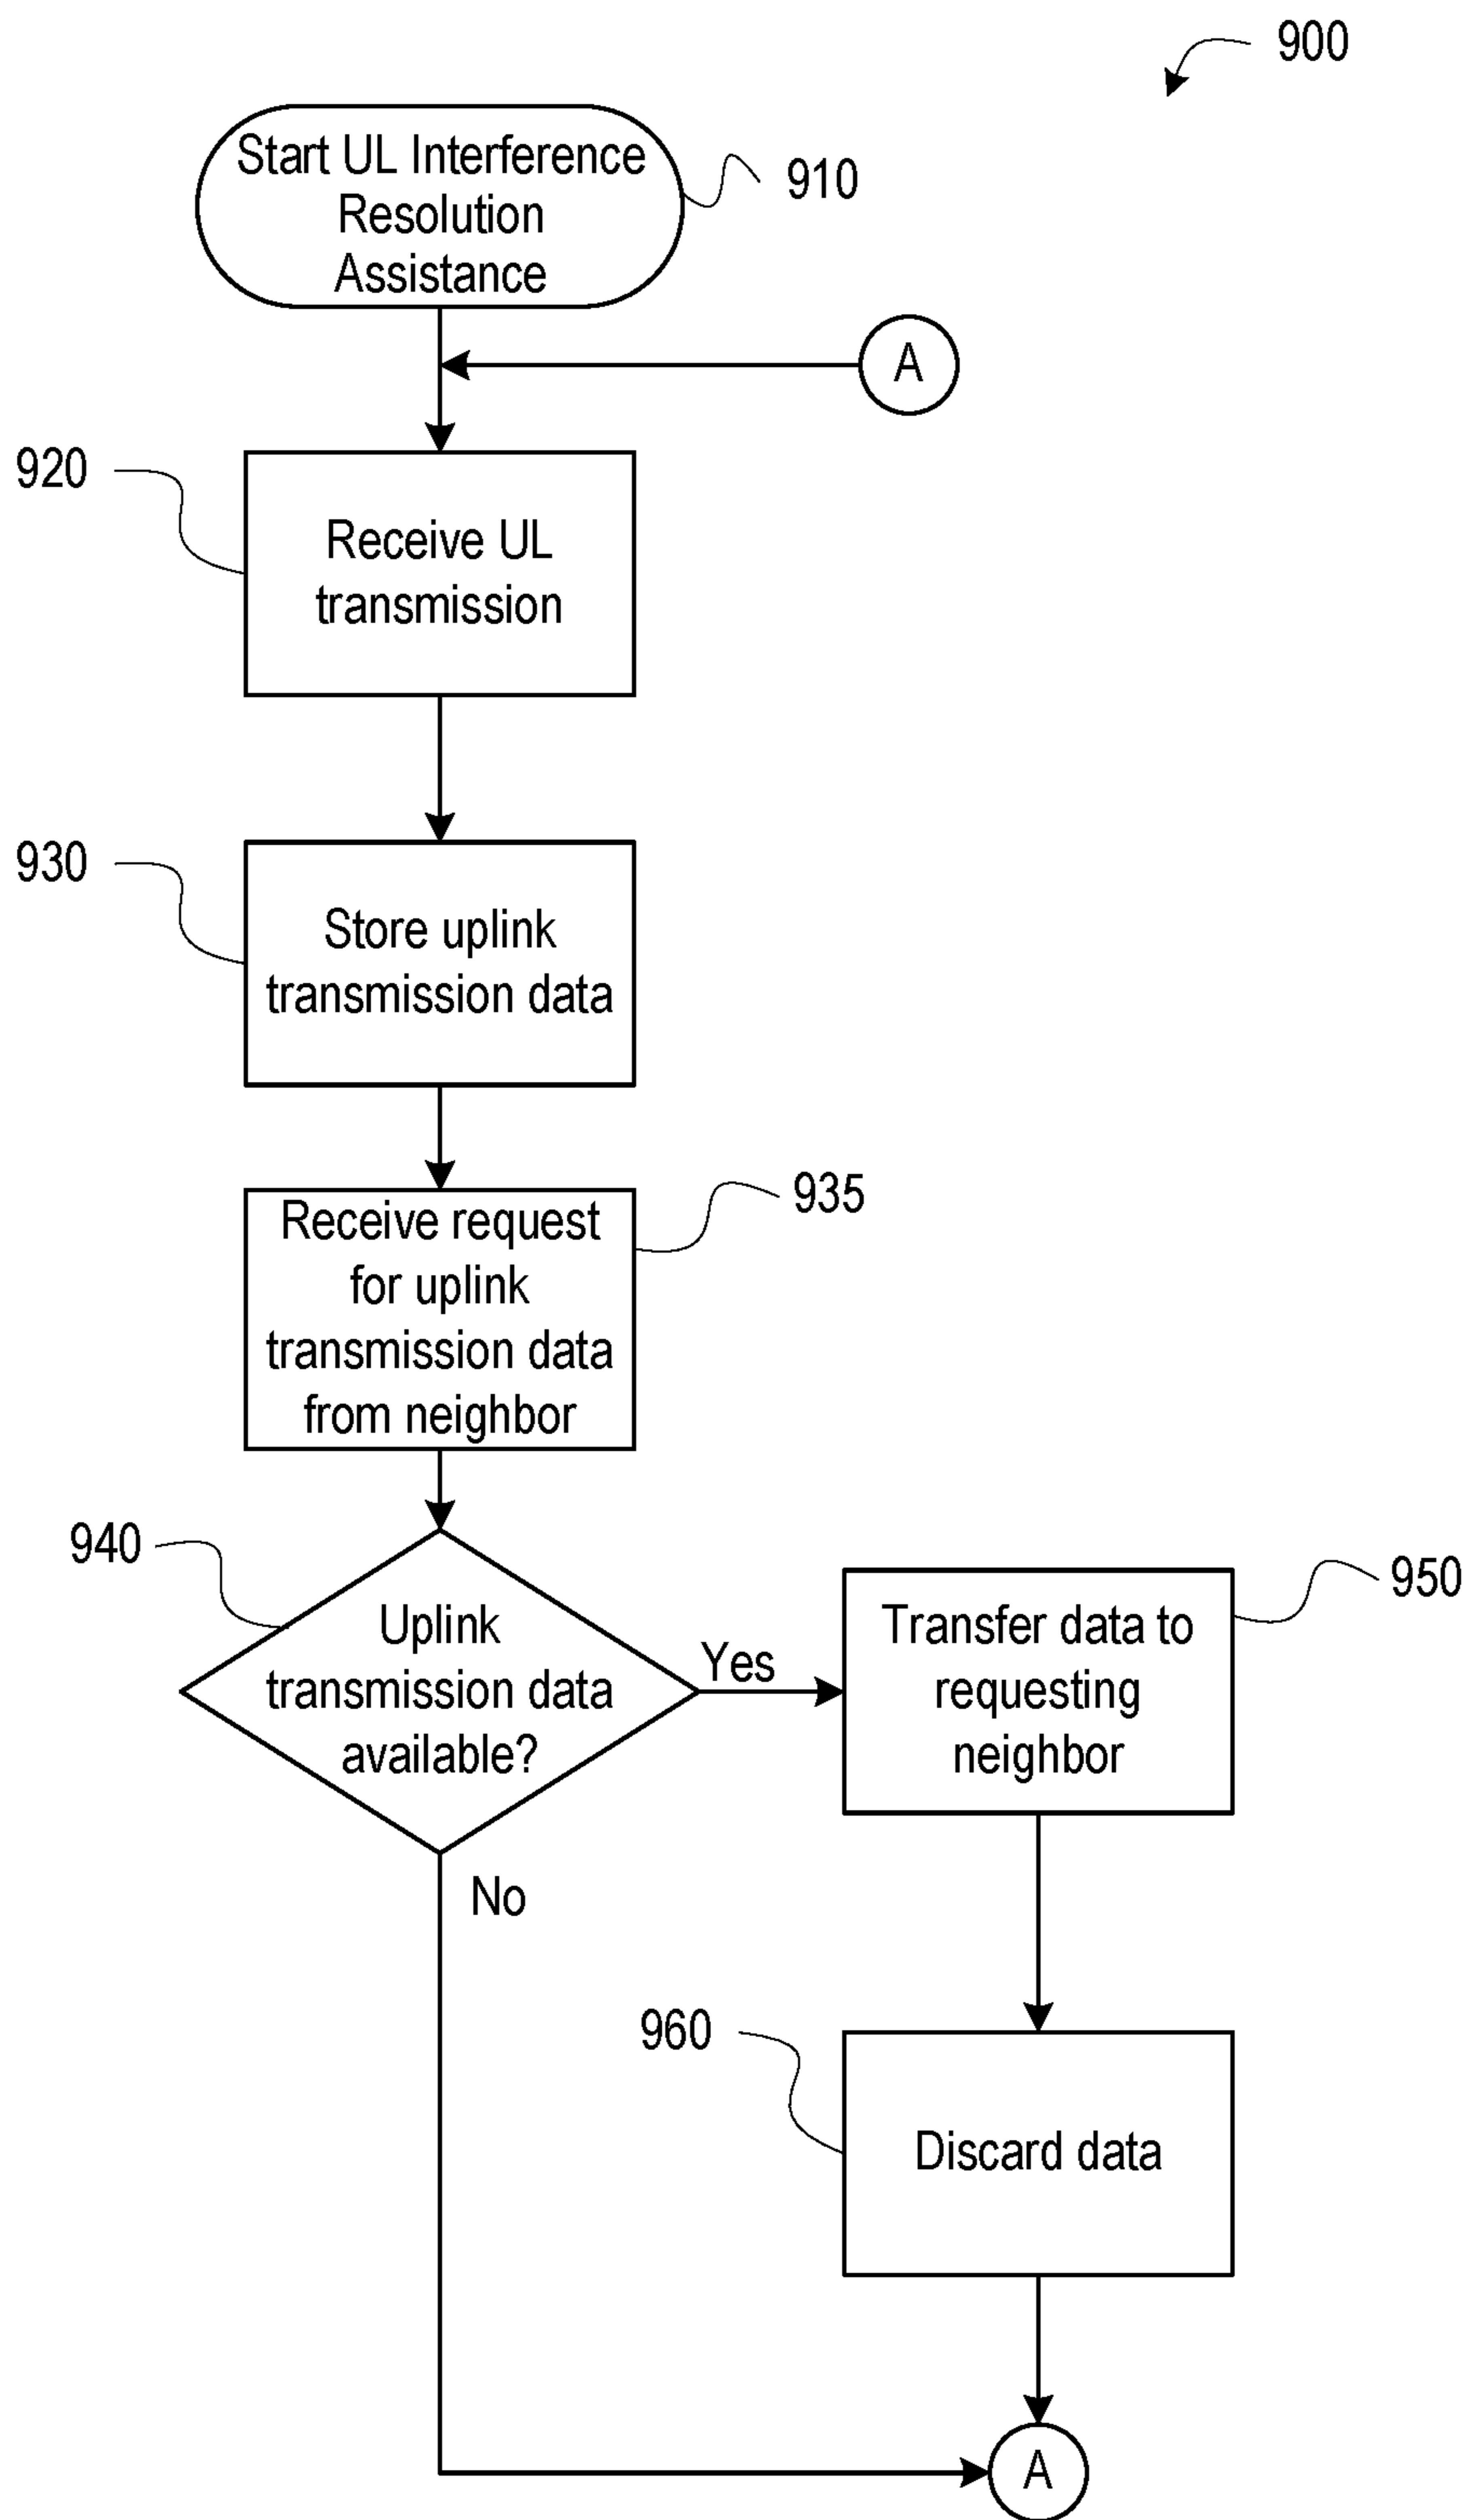 900
Start UL Interference
Resolution
Assistance
910
A
920
Receive UL
transmission
930
Store uplink
transmission data
935
Receive request
for uplink
transmission data
from neighbor
940
Uplink
transmission data
available?
Yes
950
Transfer data to
requesting
neighbor
No
960
Discard data
A